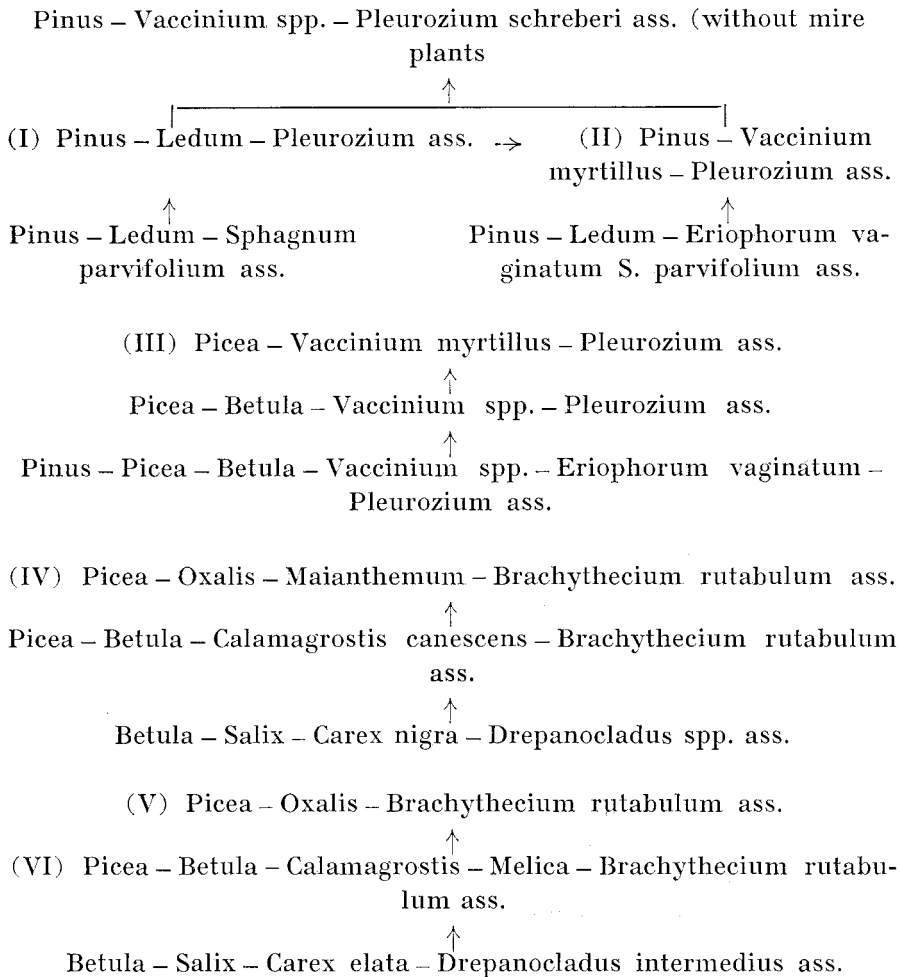 Pinus – Vaccinium spp. – Pleurozium schreberi ass. (without mire
plants
(I) Pinus – Ledum – Pleurozium ass. → (II) Pinus – Vaccinium
myrtillus – Pleurozium ass.
Pinus – Ledum – Sphagnum Pinus – Ledum – Eriophorum va-
parvifolium ass. ginatum S. parvifolium ass.
(III) Picea – Vaccinium myrtillus – Pleurozium ass.
Picea – Betula – Vaccinium spp. – Pleurozium ass.
Pinus – Picea – Betula – Vaccinium spp. – Eriophorum vaginatum –
Pleurozium ass.
(IV) Picea – Oxalis – Maianthemum – Brachythecium rutabulum ass.
Picea – Betula – Calamagrostis canescens – Brachythecium rutabulum
ass.
Betula – Salix – Carex nigra – Drepanocladus spp. ass.
(V) Picea – Oxalis – Brachythecium rutabulum ass.
(VI) Picea – Betula – Calamagrostis – Melica – Brachythecium rutabu-
lum ass.
Betula – Salix – Carex elata – Drepanocladus intermedius ass.